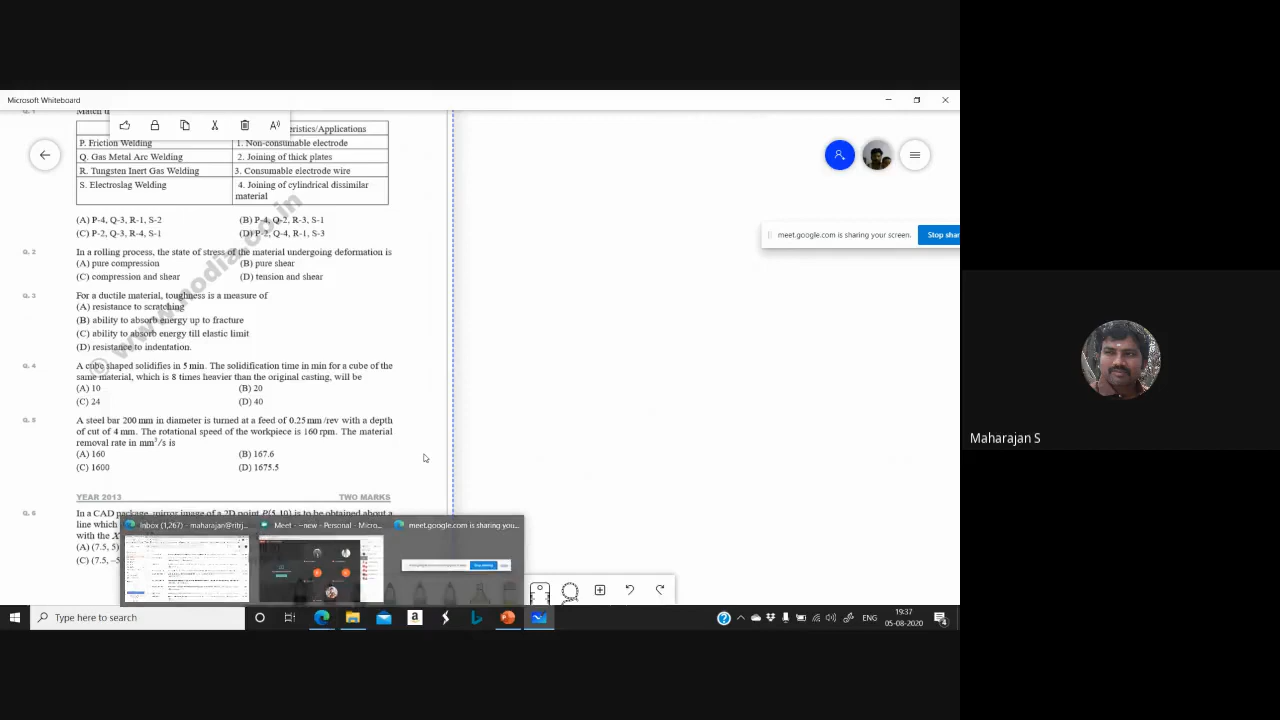 Microsoft Whiteboard
Q. 1
Match t
eristics/Applications
P. Friction Welding
1. Non-consumable electrode
Q. Gas Metal Arc Welding
2. Joining of thick plates
R. Tungsten Inert Gas Welding
3. Consumable electrode wire
S. Electroslag Welding
4. Joining of cylindrical dissimilar
material
(A) P-4, Q-3, R-1, S-2
(B) P-4, Q-2, R-3, S-1
(C) P-2, Q-3, R-4, S-1
(D) P-2, Q-4, R-1, S-3
Q. 2
In a rolling process, the state of stress of the material undergoing deformation is
(A) pure compression
(B) pure shear
(C) compression and shear
(D) tension and shear
Q. 3
For a ductile material, toughness is a measure of
(A) resistance to scratching
(B) ability to absorb energy up to fracture
(C) ability to absorb energy till elastic limit
(D) resistance to indentation.
Q. 4
A cube shaped solidifies in 5 min. The solidification time in min for a cube of the
same material, which is 8 times heavier than the original casting, will be
(A) 10
(B) 20
(C) 24
(D) 40
Q. 5
A steel bar 200 mm in diameter is turned at a feed of 0.25 mm/rev with a depth
of cut of 4 mm. The rotational speed of the workpiece is 160 rpm. The material
removal rate in mm³/s is
(A) 160
(B) 167.6
(C) 1600
(D) 1675.5
YEAR 2013
TWO MARKS
Q. 6
In a CAD package, mirror image of a 2D point P(5, 10) is to be obtained about a
line which
with the X
(A) (7.5, 5)
(C) (7.5, -5
© www.nodia.co.in
meet.google.com is sharing your screen.
Stop shar
Inbox (1,267) - maharajan@ritrj...
Meet - ~new - Personal - Micro...
meet.google.com is sharing you...
Maharajan S
Type here to search
ENG
19:37
05-08-2020